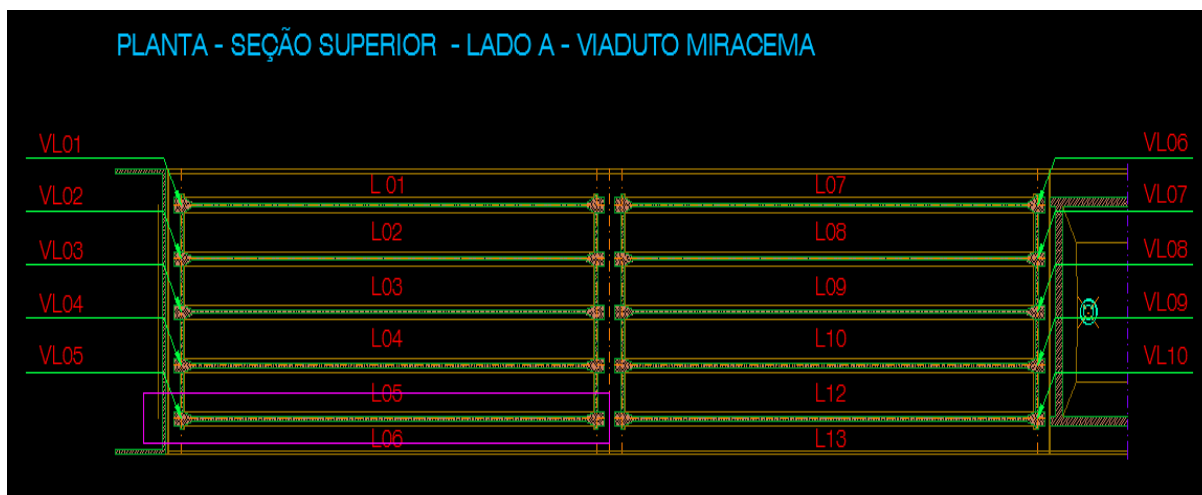 PLANTA - SEÇÃO SUPERIOR - LADO A - VIADUTO MIRACEMA
VL01
VL02
VL03
VL04
VL05
L 01
L02
L03
L04
L05
L06
L07
L08
L09
L10
L12
L13
VL06
VL07
VL08
VL09
VL10